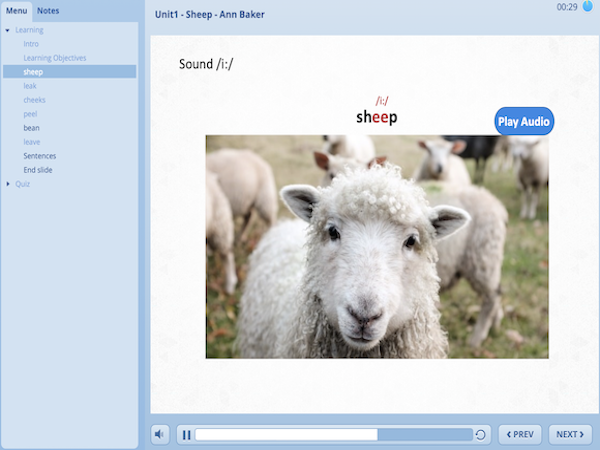 Menu
Notes
Unit1 - Sheep - Ann Baker
00:29
Learning
Intro
Learning Objectives
sheep
leak
cheeks
peel
bean
leave
Sentences
End slide
Quiz
Sound /i:/
/i:/
sheep
Play Audio
PREV
NEXT